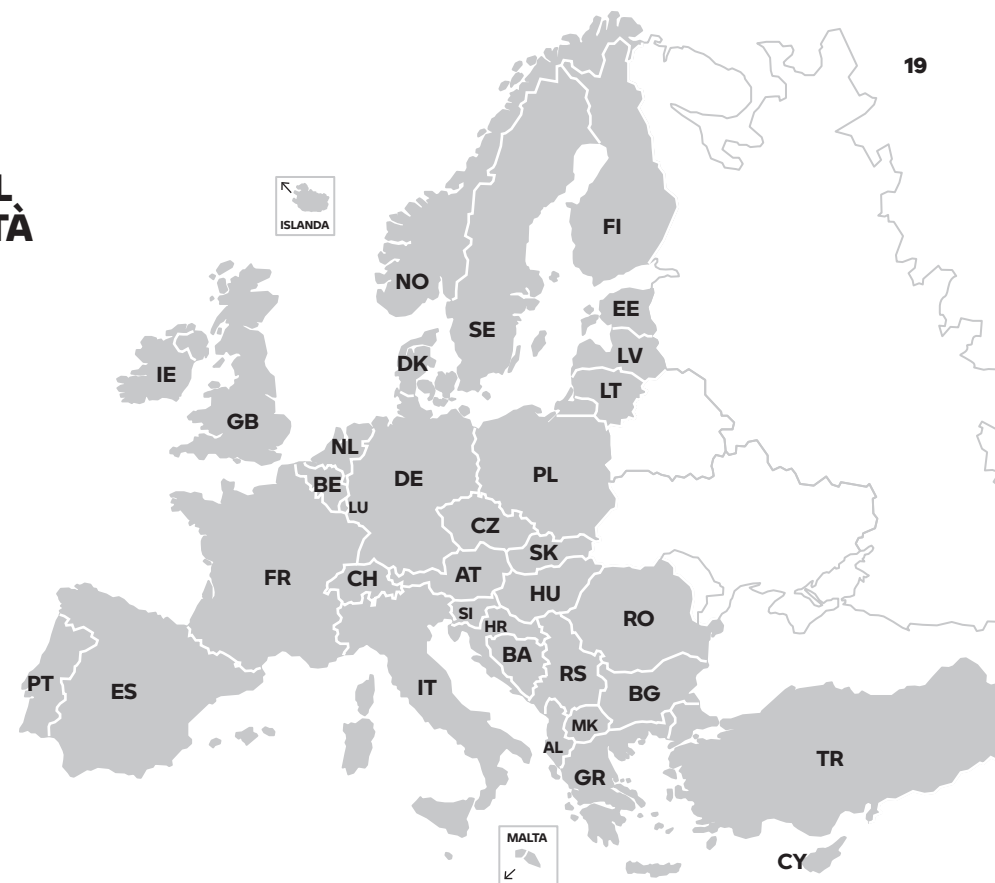 19
L
TÀ
ISLANDA
FI
NO
EE
SE
LV
DK
IE
LT
GB
NL
BE
DE
PL
LU
CZ
SK
FR
CH
AT
HU
SI
HR
RO
BA
RS
PT
ES
IT
BG
MK
AL
TR
GR
MALTA
CY